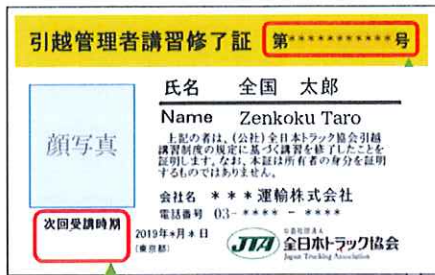 引越管理者講習修了証 第***********号
氏名 全国 太郎
Name Zenkoku Taro
顔写真
上記の者は、(公社)全日本トラック協会引越
講習制度の規定に基づく講習を修了したことを
証明します。なお、本証は所有者の身分を証明
するものではありません。
会社名 ***運輸株式会社
電話番号 03-****-****
次回受講時期
2019年*月*日
(東京都)
JTA 公益社団法人
全日本トラック協会
Japan Trucking Association